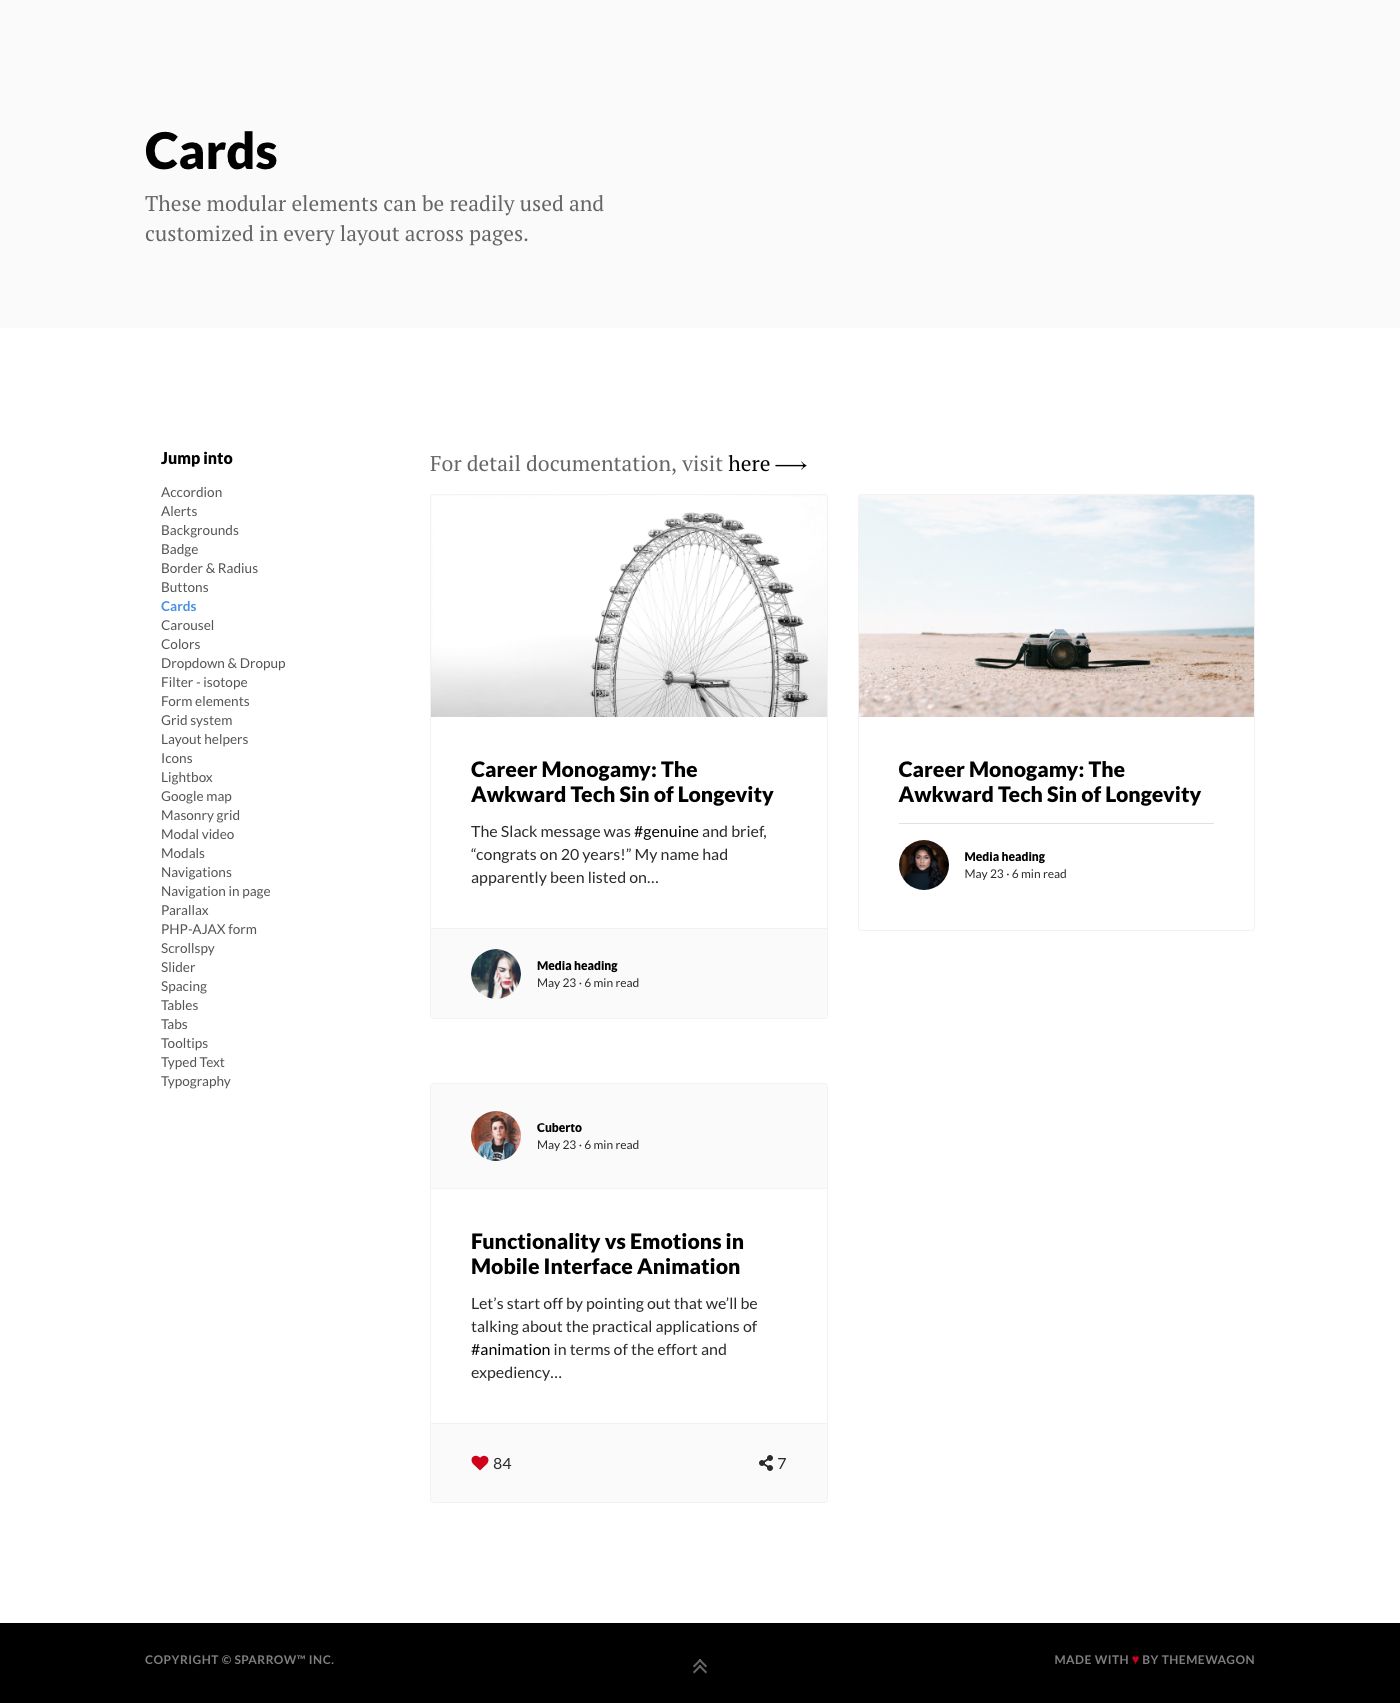 Cards
These modular elements can be readily used and
customized in every layout across pages.
Jump into
Accordion
Alerts
Backgrounds
Badge
Border & Radius
Buttons
Cards
Carousel
Colors
Dropdown & Dropup
Filter - isotope
Form elements
Grid system
Layout helpers
Icons
Lightbox
Google map
Masonry grid
Modal video
Modals
Navigations
Navigation in page
Parallax
PHP-AJAX form
Scrollspy
Slider
Spacing
Tables
Tabs
Tooltips
Typed Text
Typography
For detail documentation, visit here ⟶
Career Monogamy: The
Awkward Tech Sin of Longevity
The Slack message was #genuine and brief,
“congrats on 20 years!” My name had
apparently been listed on…
Media heading
May 23 · 6 min read
Career Monogamy: The
Awkward Tech Sin of Longevity
Media heading
May 23 · 6 min read
Cuberto
May 23 · 6 min read
Functionality vs Emotions in
Mobile Interface Animation
Let’s start off by pointing out that we’ll be
talking about the practical applications of
#animation in terms of the effort and
expediency…
84
7
COPYRIGHT © SPARROW™ INC.
MADE WITH ♥ BY THEMEWAGON